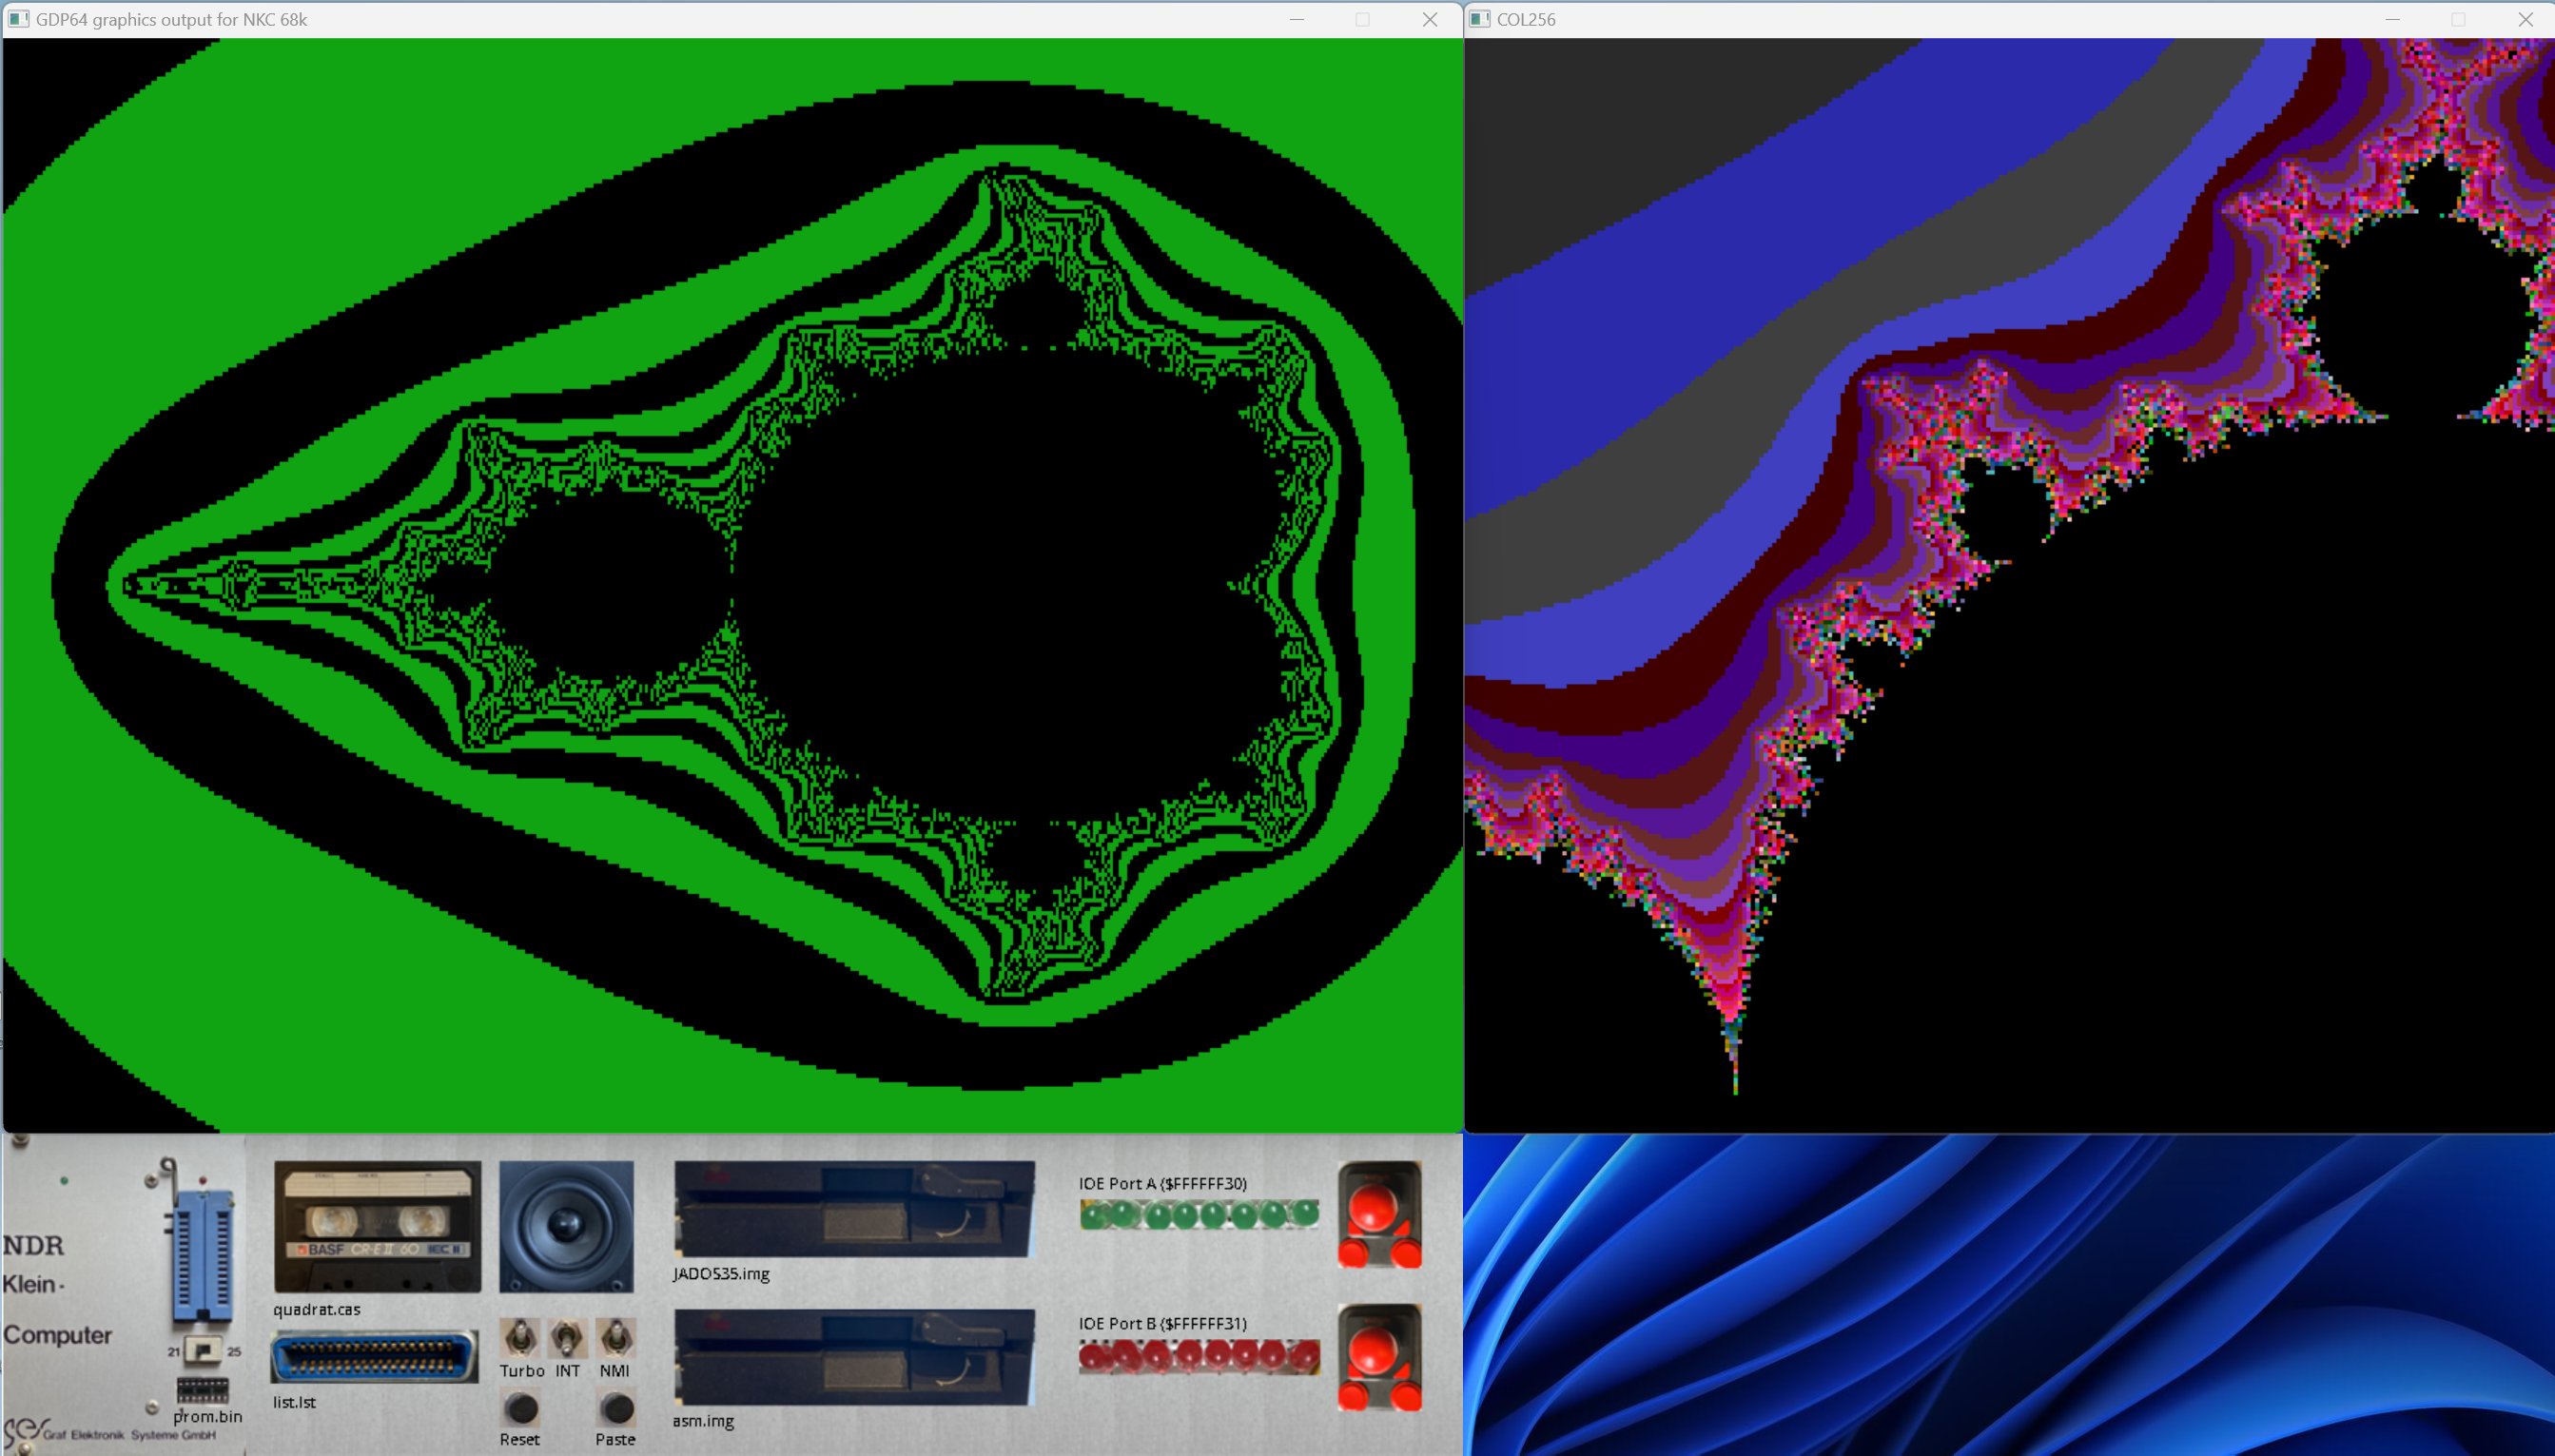 GDP64 graphics output for NKC 68k
COL256
NDR
Klein-
Computer
21 25
prom.bin
Graf Elektronik Systeme GmbH
BASF CR-E II 60 IEC II
quadrat.cas
list.lst
Turbo INT NMI
Reset Paste
JADOS35.img
asm.img
IOE Port A ($FFFFFF30)
IOE Port B ($FFFFFF31)